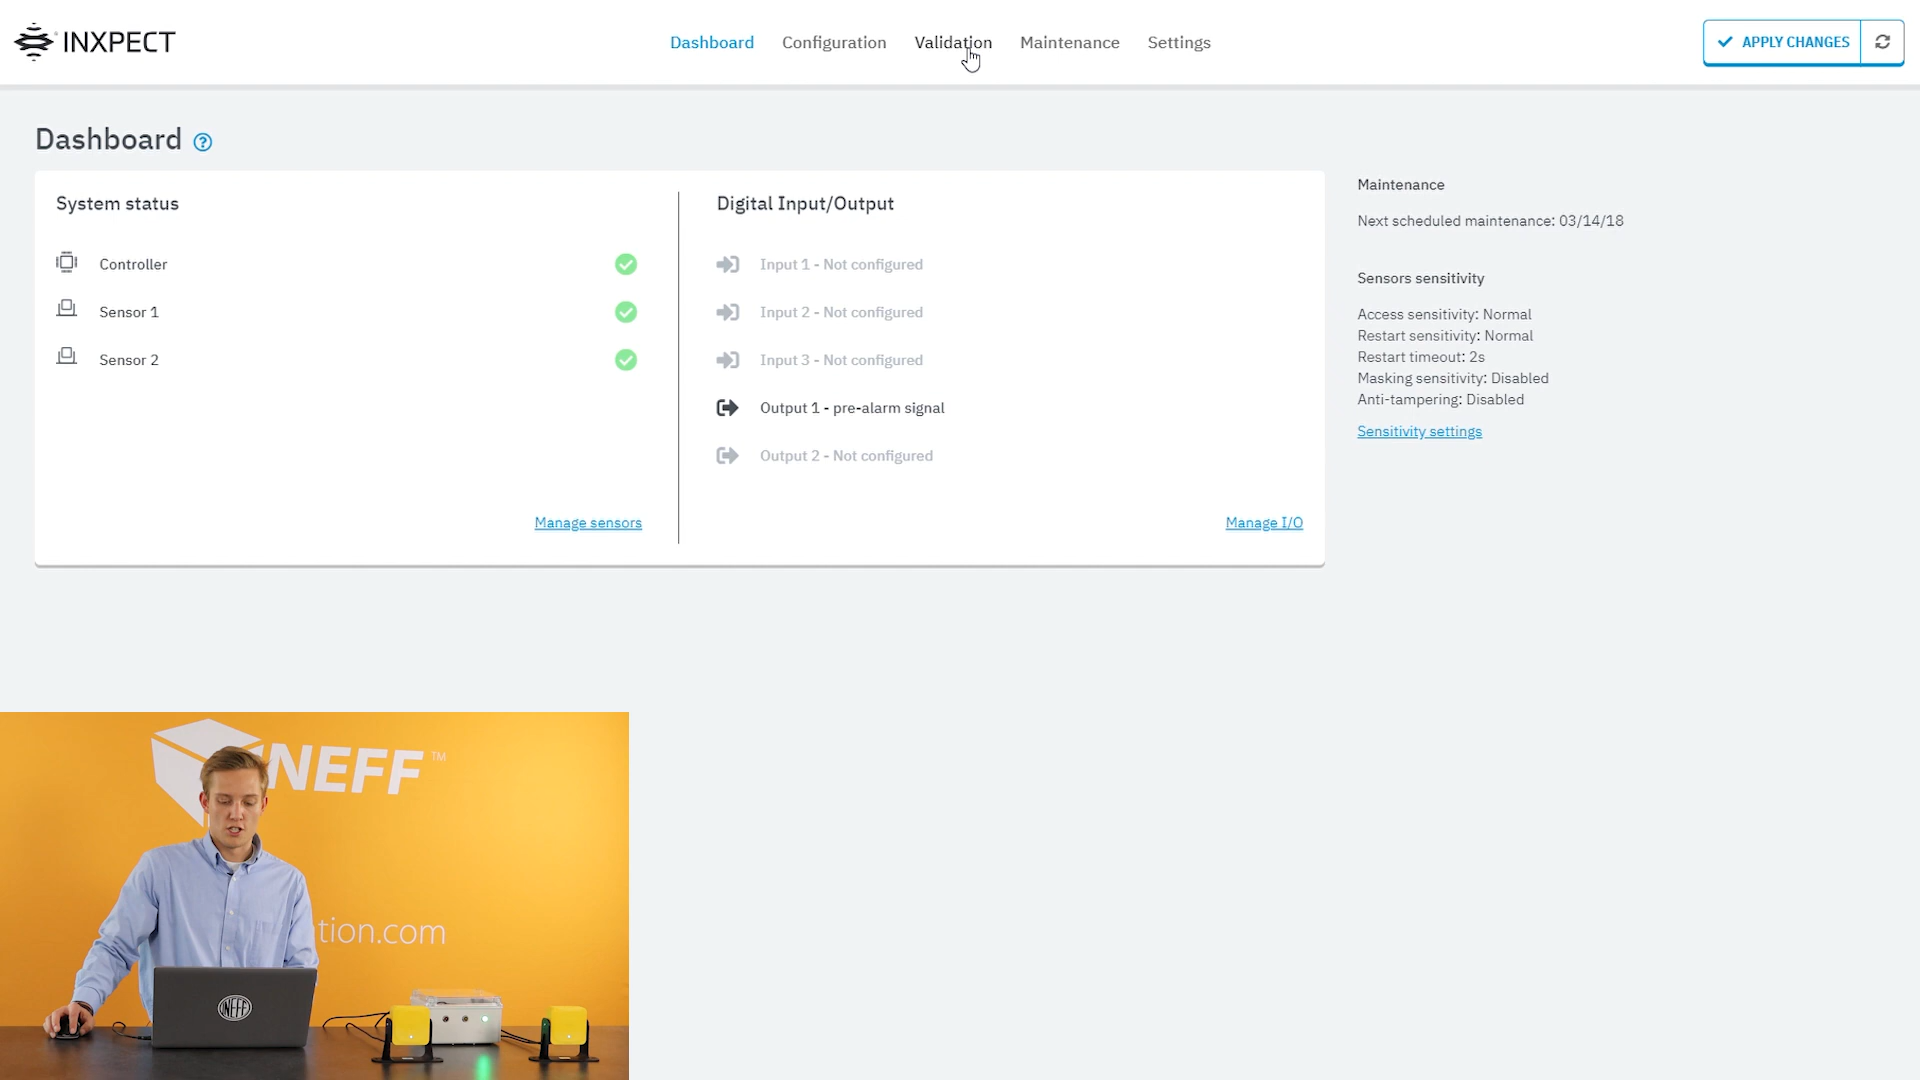 INXPECT
Dashboard
Configuration
Validation
Maintenance
Settings
APPLY CHANGES
Dashboard
?
System status
Controller
Sensor 1
Sensor 2
Manage sensors
Digital Input/Output
Input 1 - Not configured
Input 2 - Not configured
Input 3 - Not configured
Output 1 - pre-alarm signal
Output 2 - Not configured
Manage I/O
Maintenance
Next scheduled maintenance: 03/14/18
Sensors sensitivity
Access sensitivity: Normal
Restart sensitivity: Normal
Restart timeout: 2s
Masking sensitivity: Disabled
Anti-tampering: Disabled
Sensitivity settings
NEFF™
tion.com
NEFF